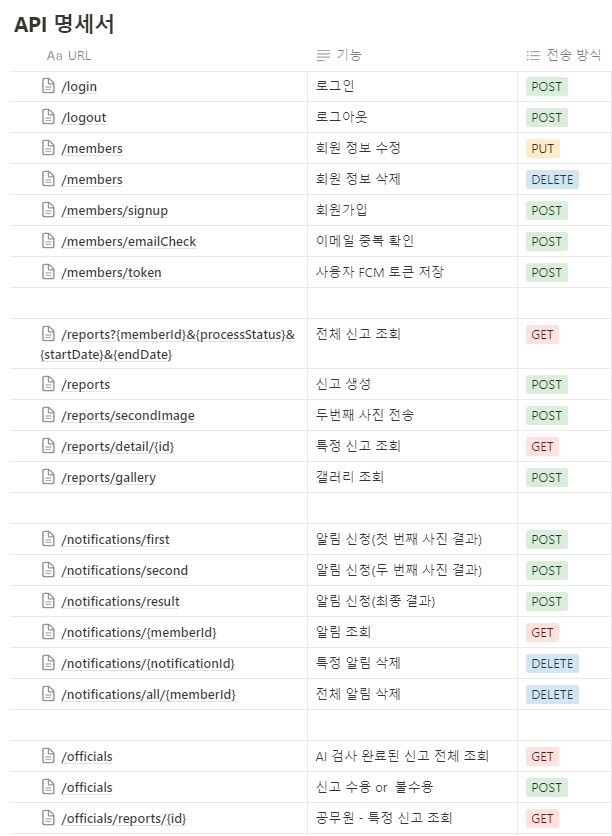 API 명세서
Aa URL 기능 전송 방식
/login 로그인 POST
/logout 로그아웃 POST
/members 회원 정보 수정 PUT
/members 회원 정보 삭제 DELETE
/members/signup 회원가입 POST
/members/emailCheck 이메일 중복 확인 POST
/members/token 사용자 FCM 토큰 저장 POST
/reports?{memberId}&{processStatus}& 전체 신고 조회 GET
{startDate}&{endDate}
/reports 신고 생성 POST
/reports/secondImage 두번째 사진 전송 POST
/reports/detail/{id} 특정 신고 조회 GET
/reports/gallery 갤러리 조회 POST
/notifications/first 알림 신청(첫 번째 사진 결과) POST
/notifications/second 알림 신청(두 번째 사진 결과) POST
/notifications/result 알림 신청(최종 결과) POST
/notifications/{memberId} 알림 조회 GET
/notifications/{notificationId} 특정 알림 삭제 DELETE
/notifications/all/{memberId} 전체 알림 삭제 DELETE
/officials AI 검사 완료된 신고 전체 조회 GET
/officials 신고 수용 or 불수용 POST
/officials/reports/{id} 공무원 - 특정 신고 조회 GET